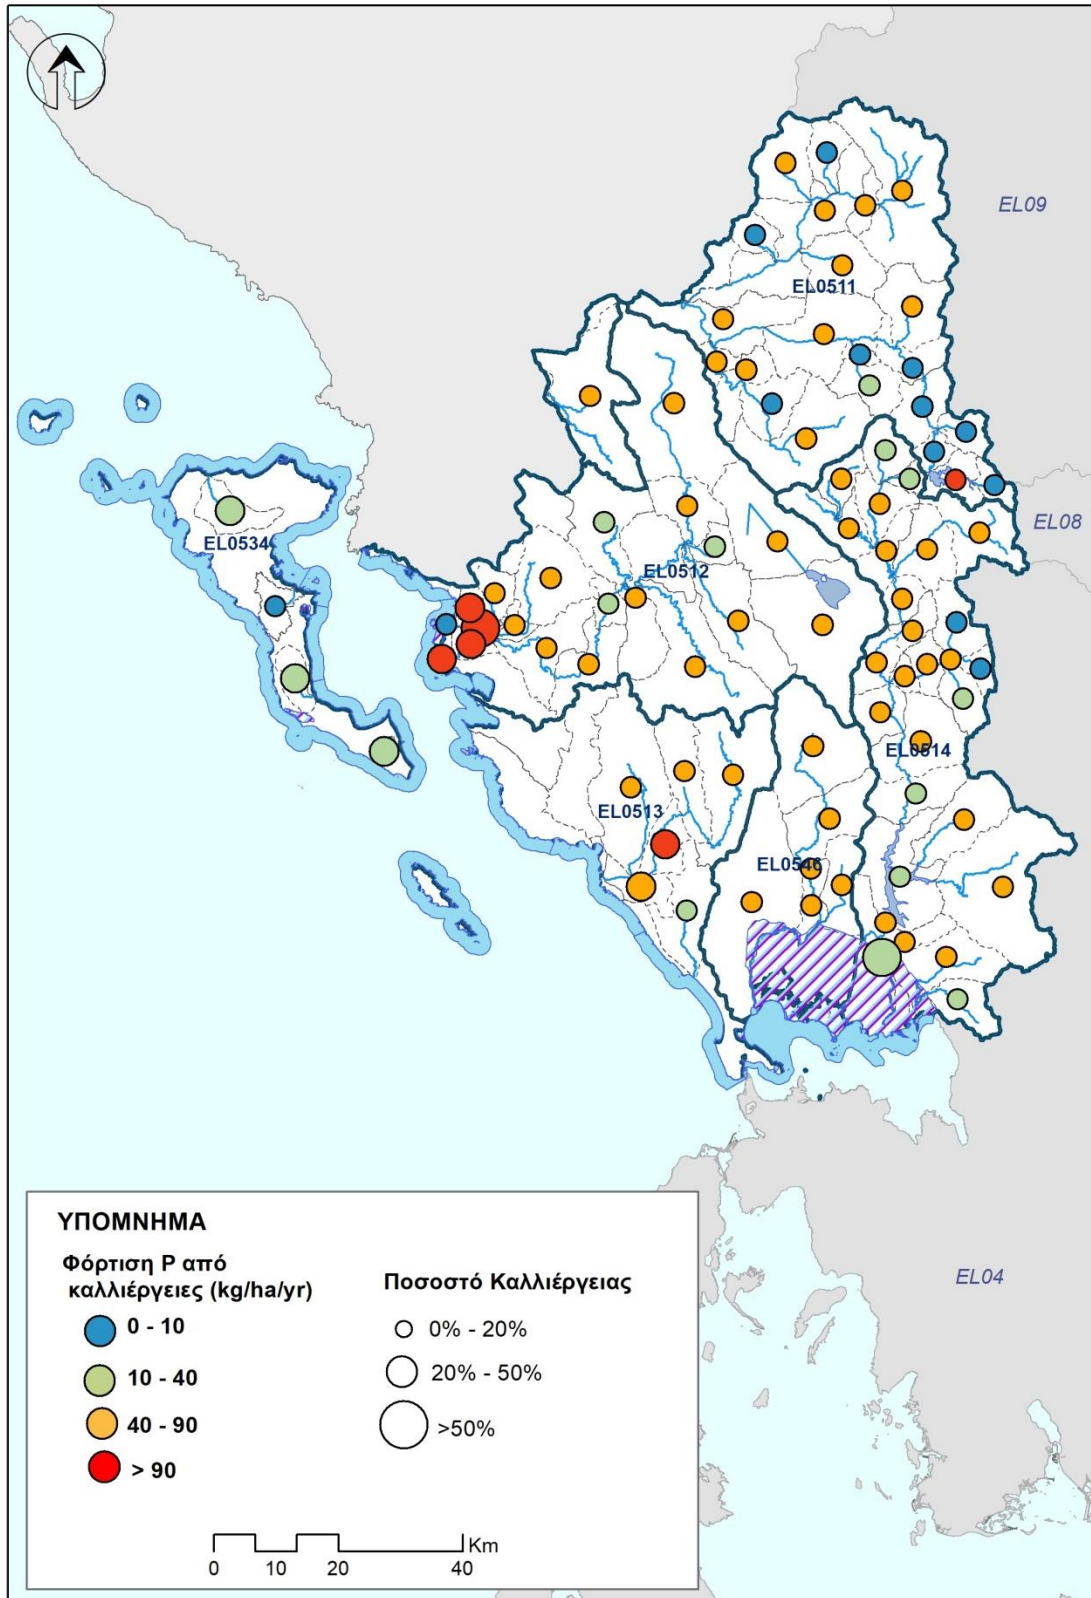 EL09
EL0511
EL08
EL0534
EL0512
EL0514
EL0513
EL0546
EL04
ΥΠΟΜΝΗΜΑ
Φόρτιση P από
καλλιέργειες (kg/ha/yr)
0 - 10
10 - 40
40 - 90
> 90
Ποσοστό Καλλιέργειας
0% - 20%
20% - 50%
>50%
Km
0 10 20 40